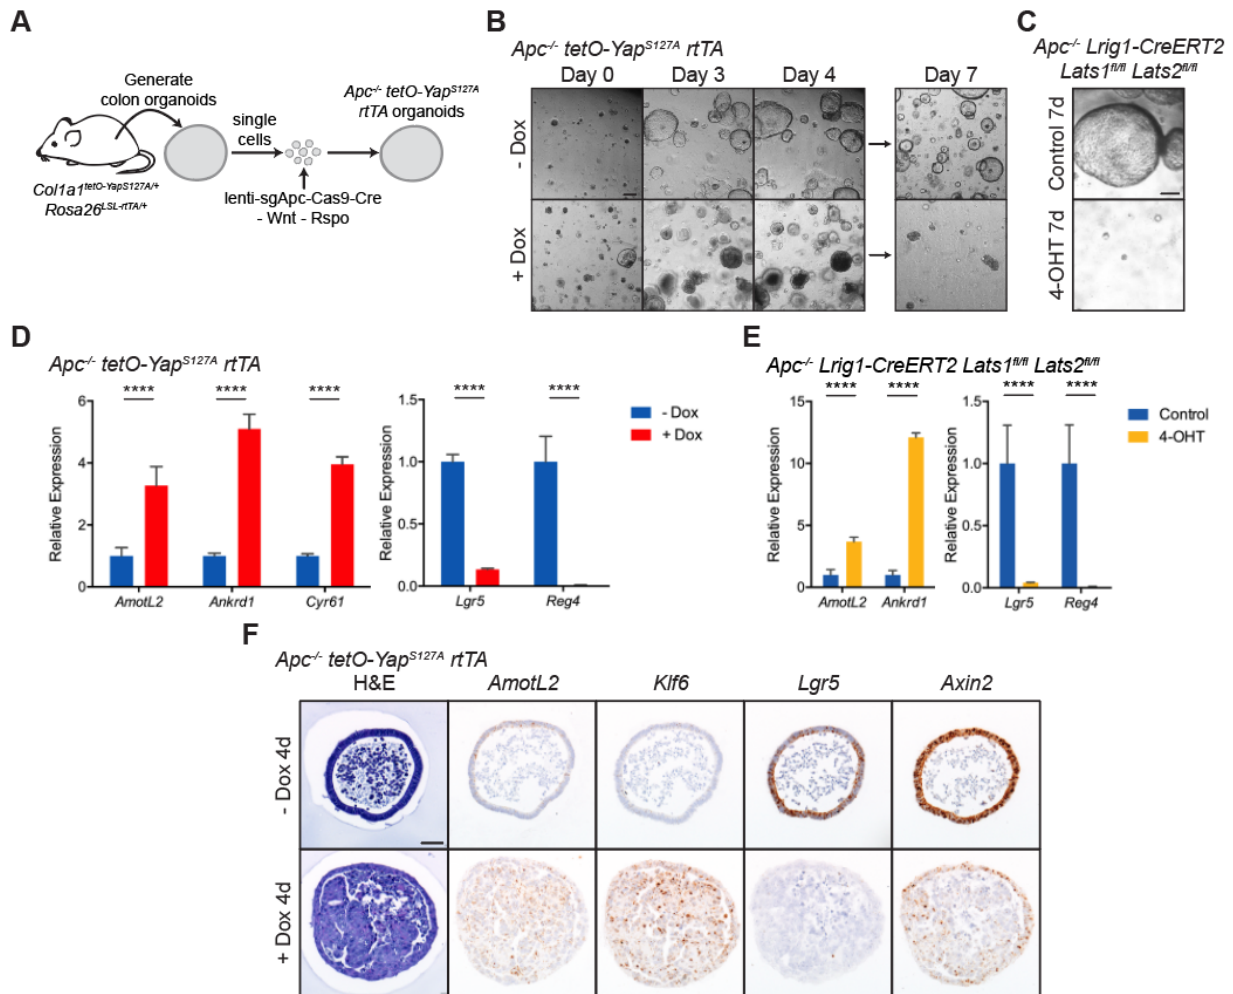 A
Generate
colon organoids
single
cells
Apc-/- tetO-YapS127A
rtTA organoids
Col1a1tetO-YapS127A/+
Rosa26LSL-rtTA/+
lenti-sgApc-Cas9-Cre
- Wnt - Rspo
B
Apc-/- tetO-YapS127A rtTA
Day 0 Day 3 Day 4 Day 7
- Dox
+ Dox
C
Apc-/- Lrig1-CreERT2
Lats1fl/fl Lats2fl/fl
Control 7d
4-OHT 7d
D
Apc-/- tetO-YapS127A rtTA
**** **** ****
Relative Expression
6
4
2
0
AmotL2 Ankrd1 Cyr61
**** ****
Relative Expression
1.5
1.0
0.5
0.0
Lgr5 Reg4
- Dox
+ Dox
E
Apc-/- Lrig1-CreERT2 Lats1fl/fl Lats2fl/fl
**** ****
Relative Expression
15
10
5
0
AmotL2 Ankrd1
**** ****
Relative Expression
1.5
1.0
0.5
0.0
Lgr5 Reg4
Control
4-OHT
F
Apc-/- tetO-YapS127A rtTA
H&E AmotL2 Klf6 Lgr5 Axin2
- Dox 4d
+ Dox 4d